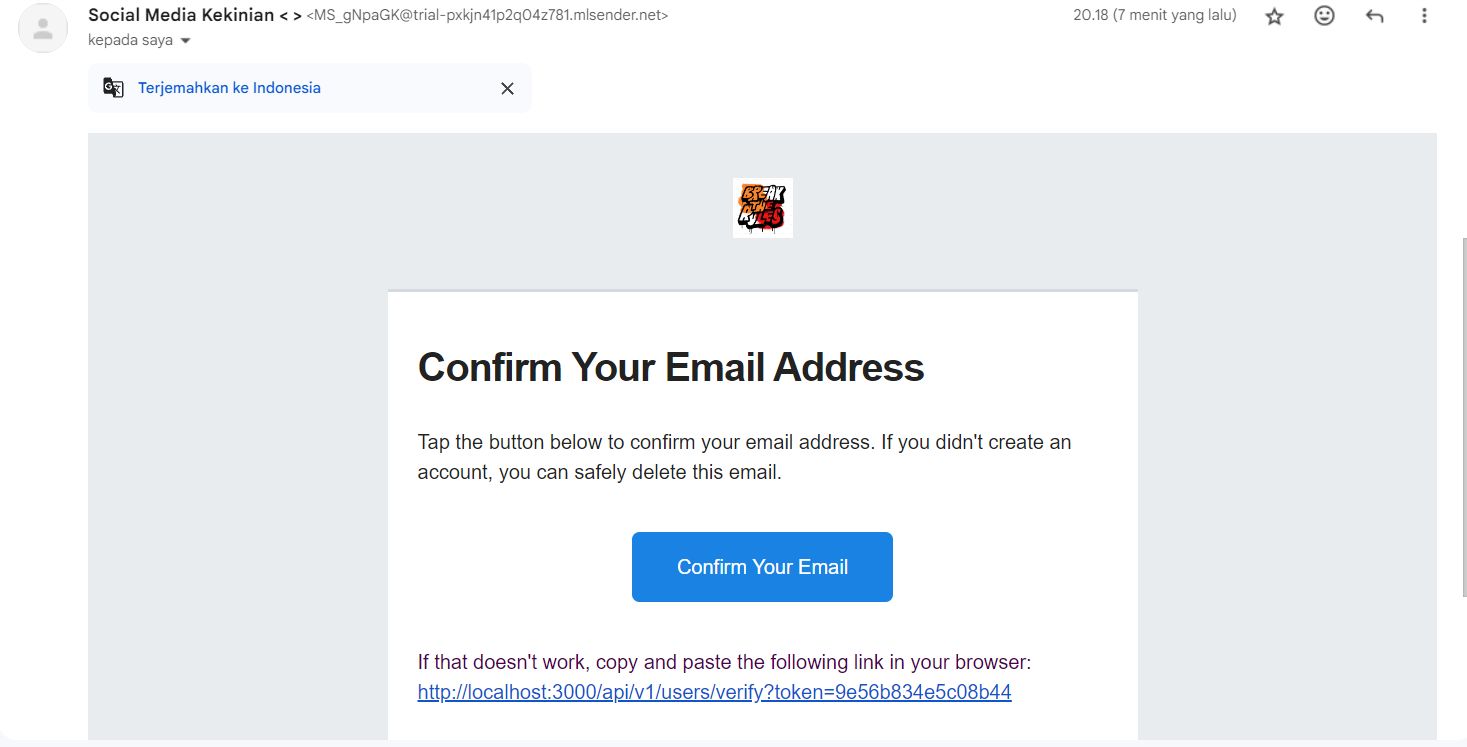 Social Media Kekinian < > <MS_gNpaGK@trial-pxkjn41p2q04z781.mlsender.net>
20.18 (7 menit yang lalu)
kepada saya
Terjemahkan ke Indonesia
BREAK
THE
RULES
Confirm Your Email Address
Tap the button below to confirm your email address. If you didn't create an
account, you can safely delete this email.
Confirm Your Email
If that doesn't work, copy and paste the following link in your browser:
http://localhost:3000/api/v1/users/verify?token=9e56b834e5c08b44